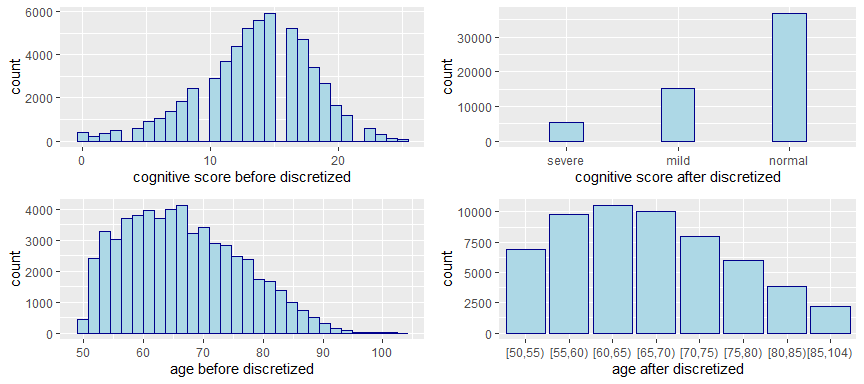 6000
4000
2000
0
count
0 10 20
cognitive score before discretized
30000
20000
10000
0
count
severe mild normal
cognitive score after discretized
4000
3000
2000
1000
0
count
50 60 70 80 90 100
age before discretized
10000
7500
5000
2500
0
count
[50,55) [55,60) [60,65) [65,70) [70,75) [75,80) [80,85) [85,104)
age after discretized